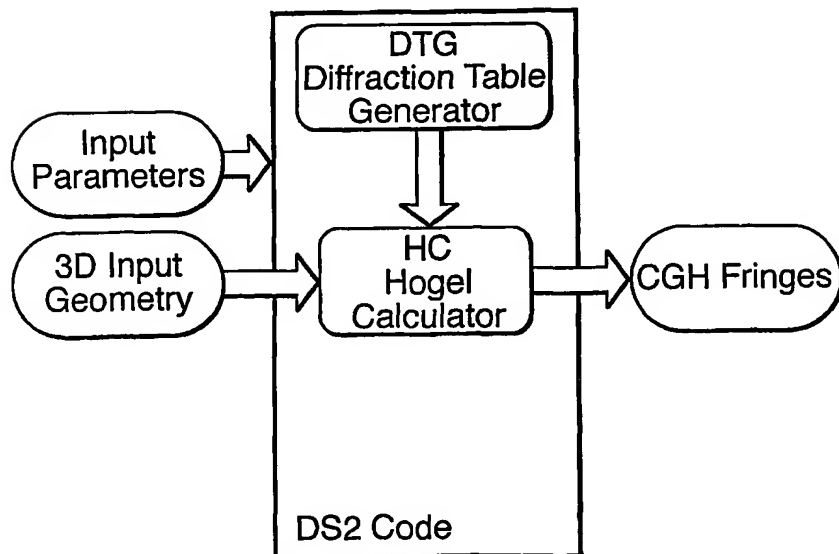 DTG
Diffraction Table
Generator
Input
Parameters
3D Input
Geometry
HC
Hogel
Calculator
CGH Fringes
DS2 Code